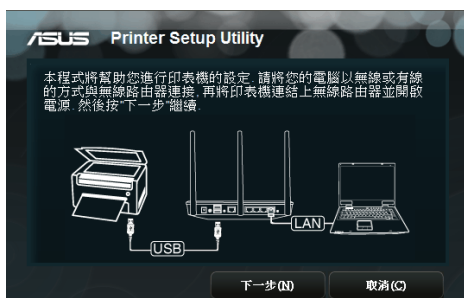 ASUS Printer Setup Utility
本程式將幫助您進行印表機的設定. 請將您的電腦以無線或有線
的方式與無線路由器連接, 再將印表機連結上無線路由器並開啟
電源. 然後按"下一步"繼續.
LAN
USB
下一步(N) 取消(C)